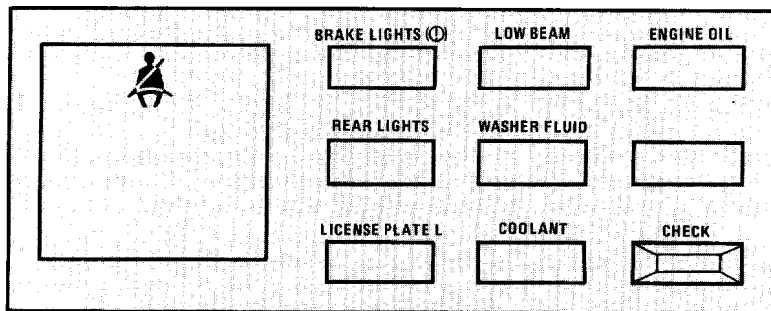 BRAKE LIGHTS (!) LOW BEAM ENGINE OIL
REAR LIGHTS WASHER FLUID
LICENSE PLATE L COOLANT CHECK